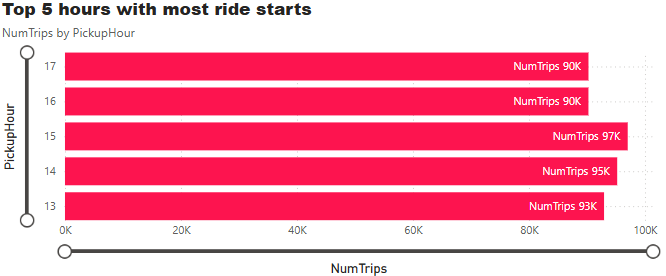 Top 5 hours with most ride starts
NumTrips by PickupHour
PickupHour
17 NumTrips 90K
16 NumTrips 90K
15 NumTrips 97K
14 NumTrips 95K
13 NumTrips 93K
0K 20K 40K 60K 80K 100K
NumTrips